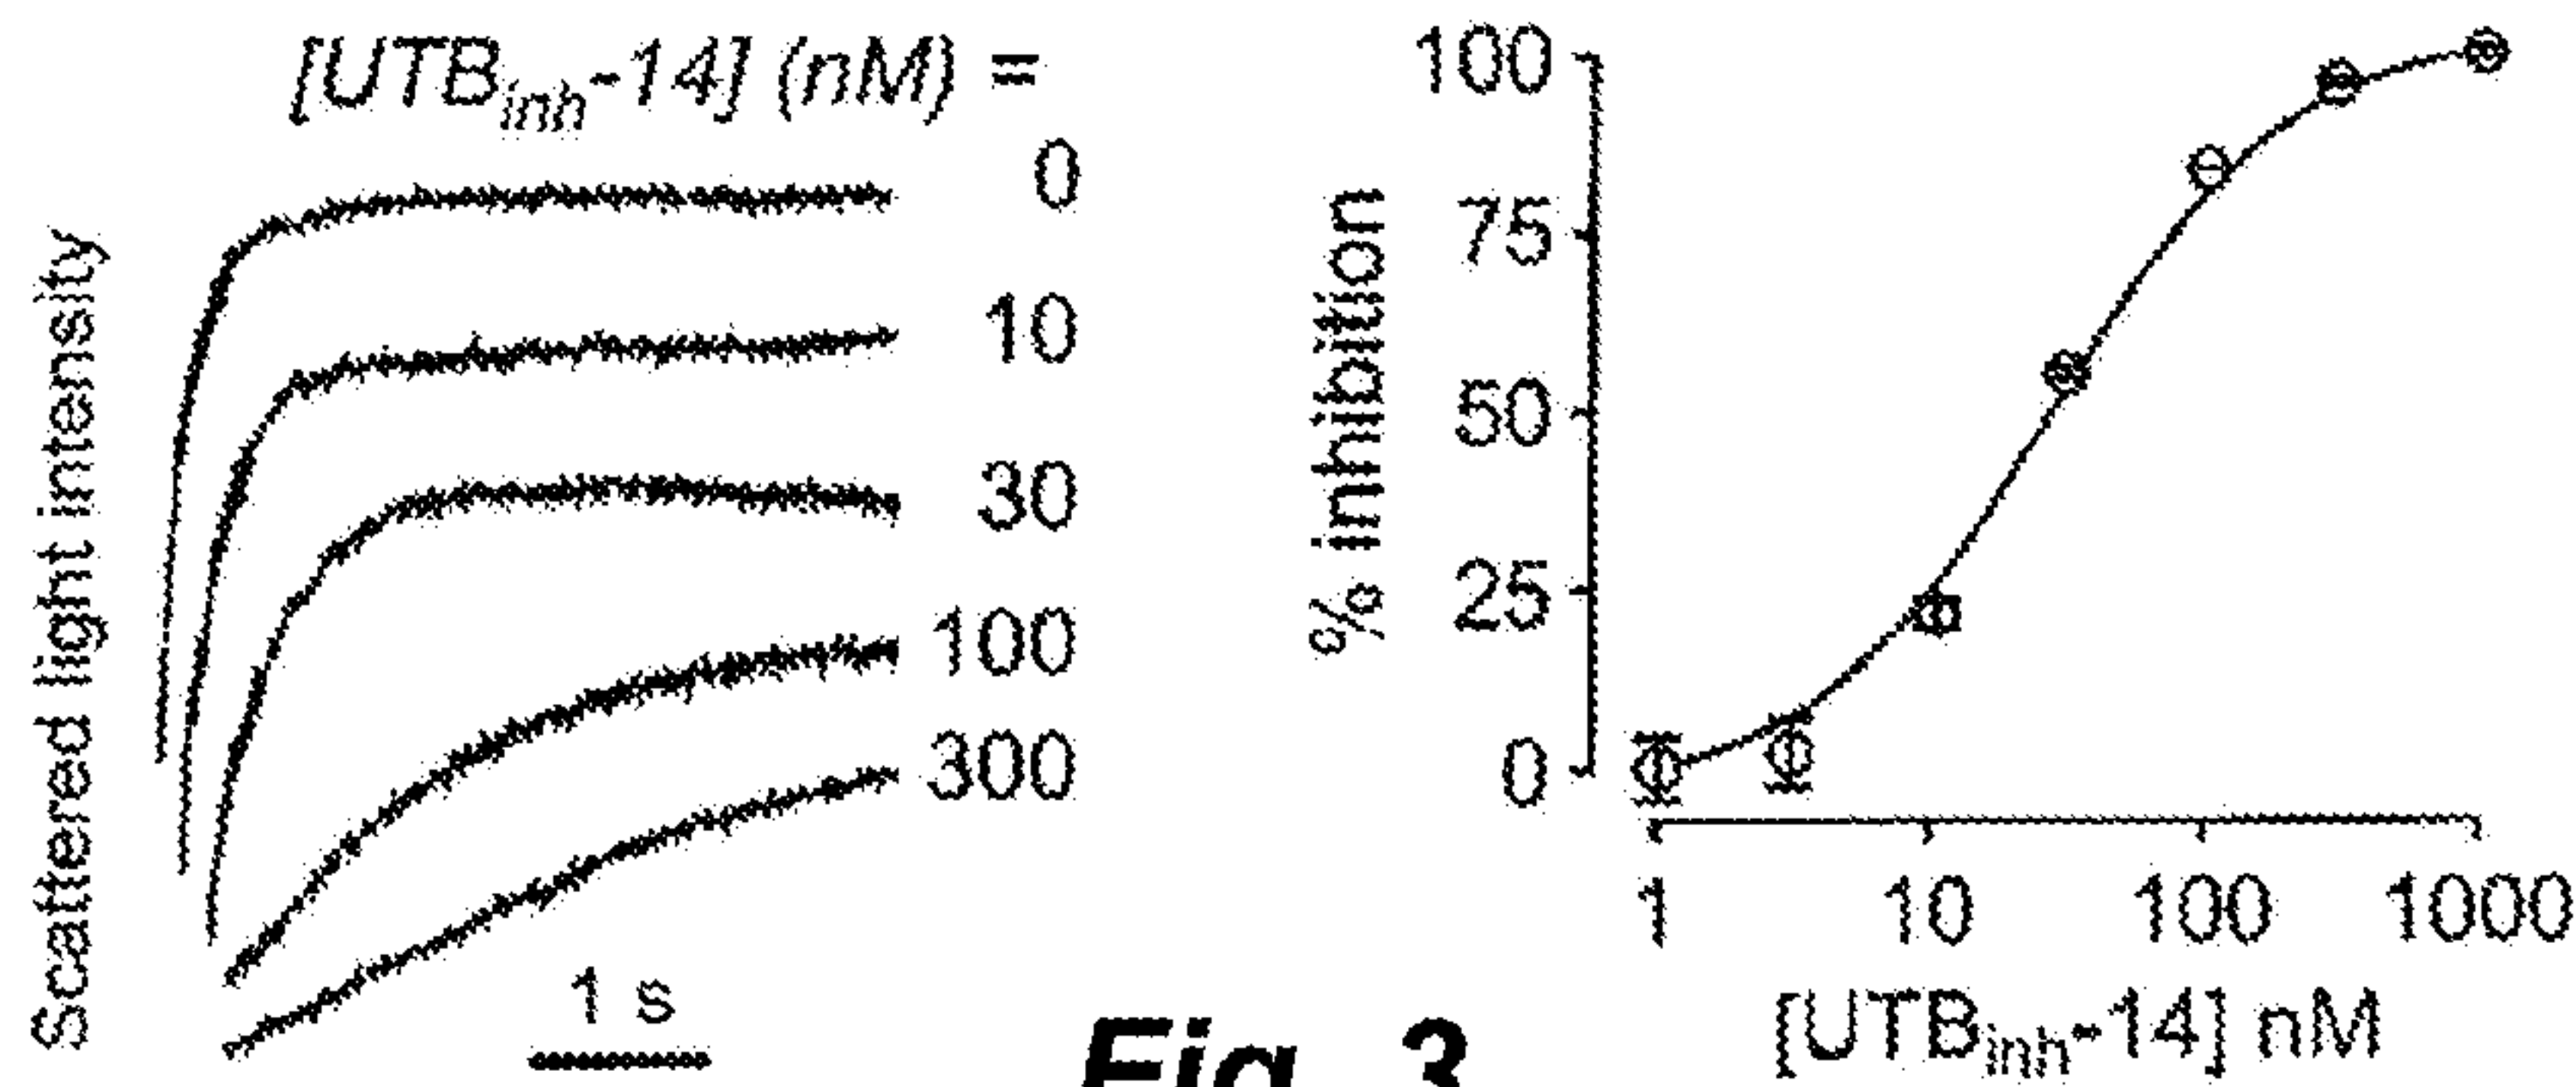 [UTBinh-14] (nM) =
0
10
30
100
300
Scattered light intensity
1 s
100
75
50
25
0
% inhibition
1 10 100 1000
[UTBinh-14] nM
Fig. 3